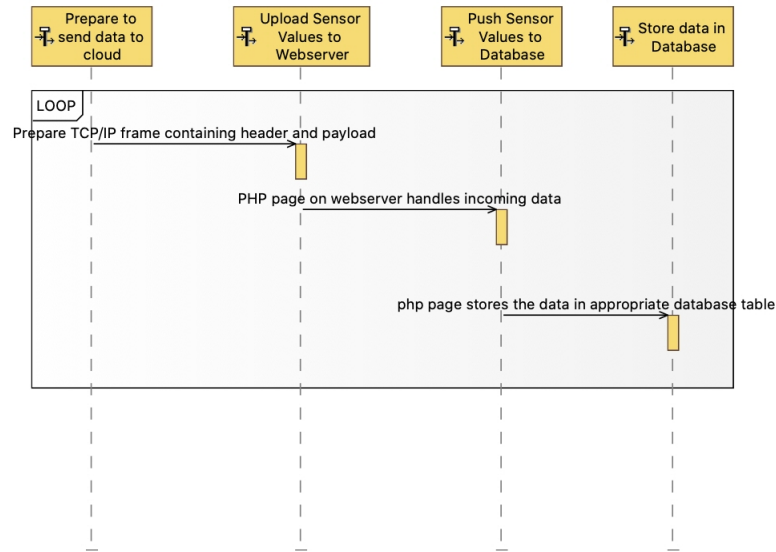 Prepare to
send data to
cloud
Upload Sensor
Values to
Webserver
Push Sensor
Values to
Database
Store data in
Database
LOOP
Prepare TCP/IP frame containing header and payload
PHP page on webserver handles incoming data
php page stores the data in appropriate database table